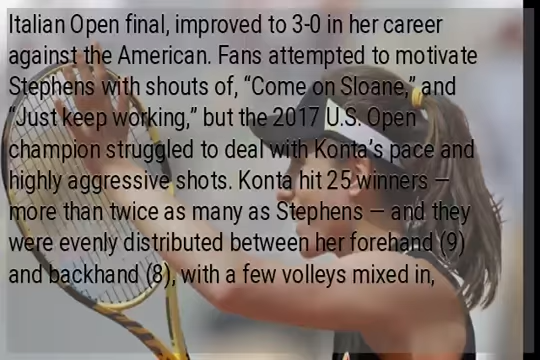 Italian Open final, improved to 3-0 in her career
against the American. Fans attempted to motivate
Stephens with shouts of, “Come on Sloane,” and
“Just keep working,” but the 2017 U.S. Open
champion struggled to deal with Konta’s pace and
highly aggressive shots. Konta hit 25 winners —
more than twice as many as Stephens — and they
were evenly distributed between her forehand (9)
and backhand (8), with a few volleys mixed in,